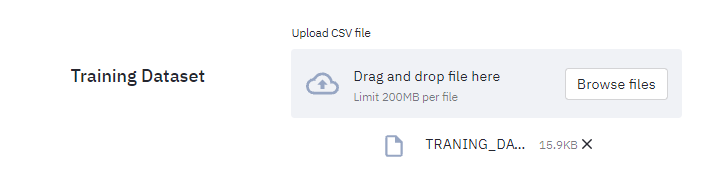 Upload CSV file
Training Dataset
Drag and drop file here
Limit 200MB per file
Browse files
TRANING_DA... 15.9KB